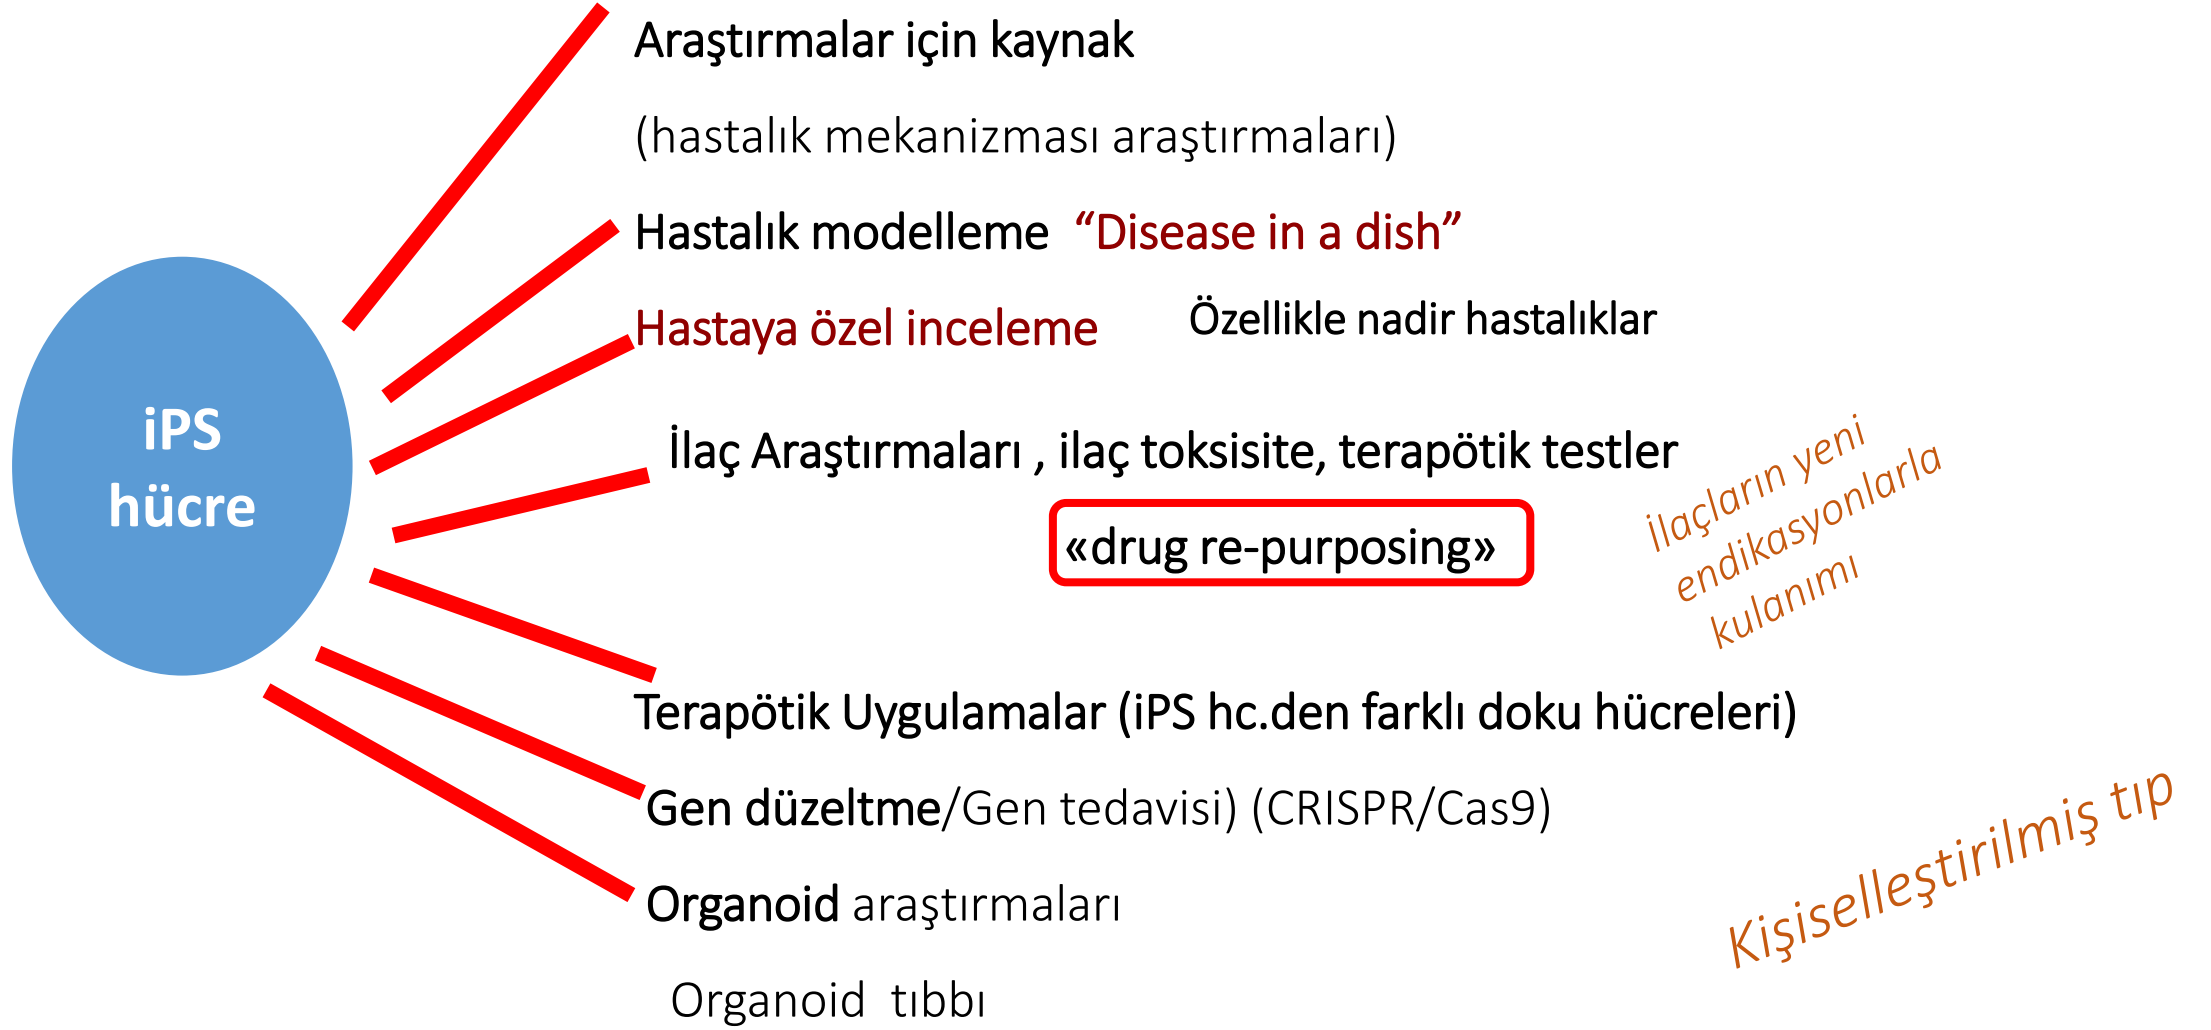 Araştırmalar için kaynak
(hastalık mekanizması araştırmaları)
Hastalık modelleme “Disease in a dish”
Hastaya özel inceleme
Özellikle nadir hastalıklar
iPS
hücre
İlaç Araştırmaları , ilaç toksisite, terapötik testler
«drug re-purposing»
İlaçların yeni
endikasyonlarla
kulanımı
Terapötik Uygulamalar (iPS hc.den farklı doku hücreleri)
Gen düzeltme/Gen tedavisi) (CRISPR/Cas9)
Organoid araştırmaları
Organoid tıbbı
Kişiselleştirilmiş tıp